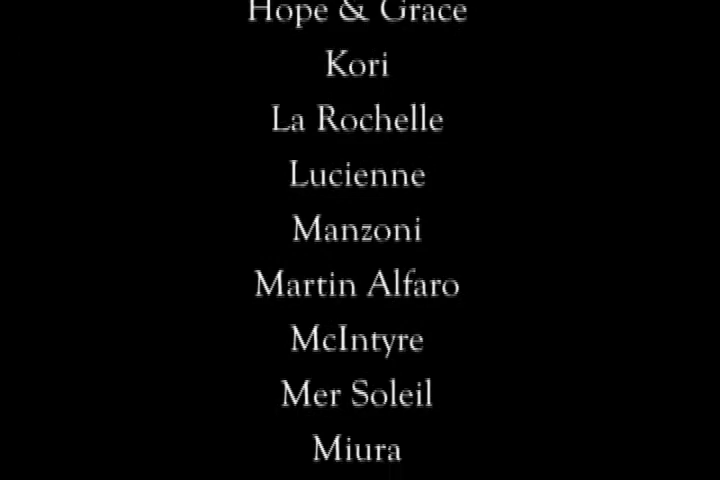 Hope & Grace
Kori
La Rochelle
Lucienne
Manzoni
Martin Alfaro
McIntyre
Mer Soleil
Miura